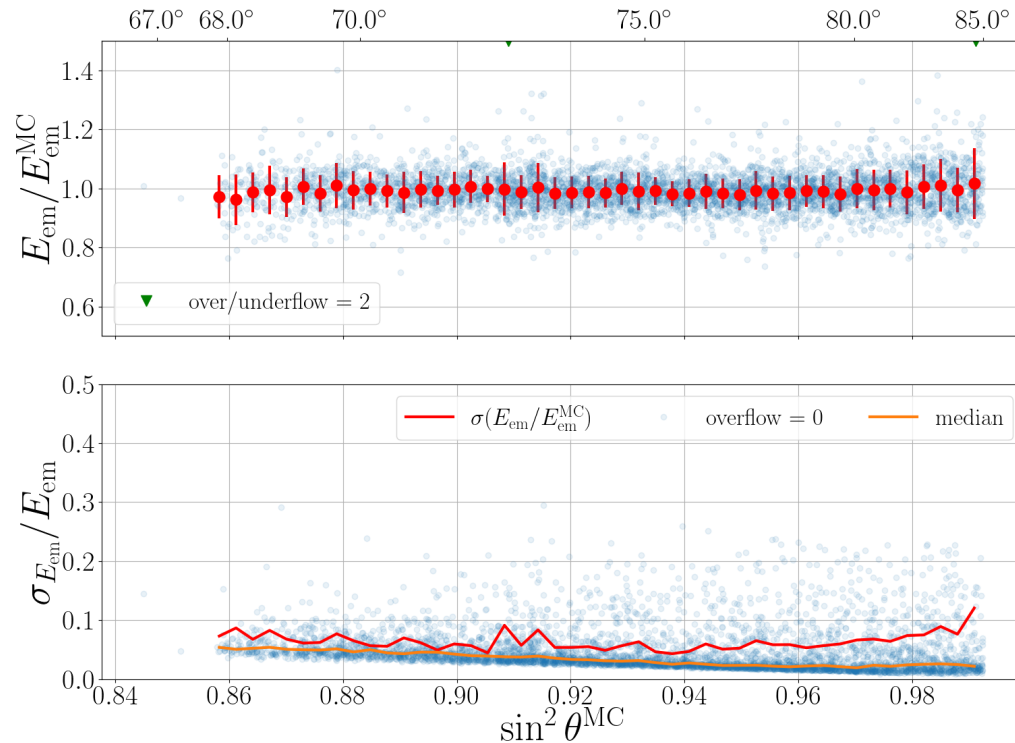 67.0° 68.0° 70.0° 75.0° 80.0° 85.0°
E_em/E_em^MC
1.4
1.2
1.0
0.8
0.6
over/underflow = 2
σ_{E_em}/E_em
0.5
0.4
0.3
0.2
0.1
0.0
σ(E_em/E_em^MC) overflow = 0 median
0.84 0.86 0.88 0.90 0.92 0.94 0.96 0.98
sin² θ^MC